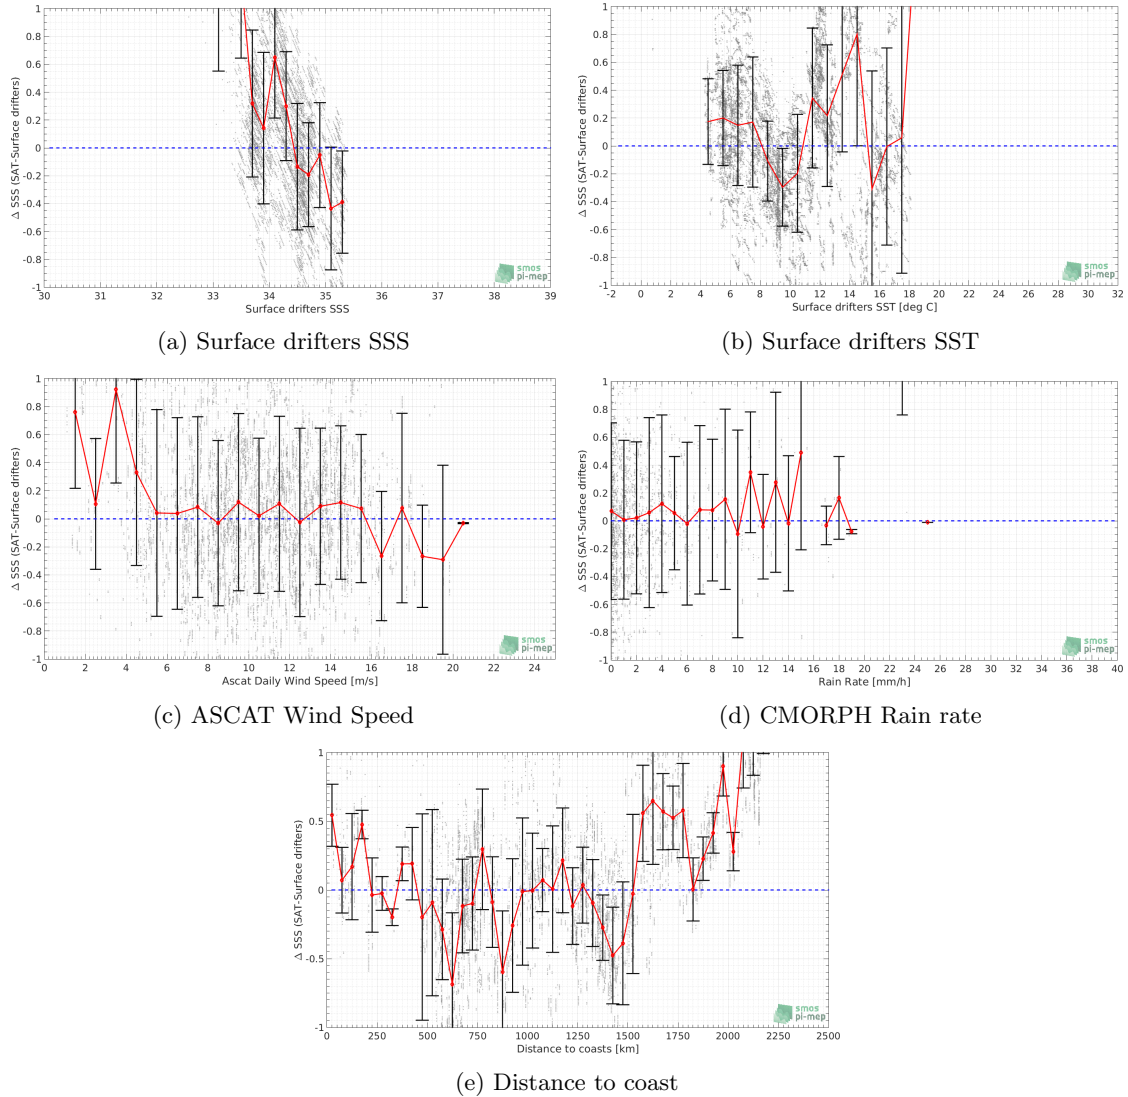 Δ SSS (SAT-Surface drifters)
1
0.8
0.6
0.4
0.2
0
-0.2
-0.4
-0.6
-0.8
-1
30 31 32 33 34 35 36 37 38 39
Surface drifters SSS
smos
pi-mep
(a) Surface drifters SSS
Δ SSS (SAT-Surface drifters)
1
0.8
0.6
0.4
0.2
0
-0.2
-0.4
-0.6
-0.8
-1
-2 0 2 4 6 8 10 12 14 16 18 20 22 24 26 28 30 32
Surface drifters SST [deg C]
smos
pi-mep
(b) Surface drifters SST
Δ SSS (SAT-Surface drifters)
1
0.8
0.6
0.4
0.2
0
-0.2
-0.4
-0.6
-0.8
-1
0 2 4 6 8 10 12 14 16 18 20 22 24
Ascat Daily Wind Speed [m/s]
smos
pi-mep
(c) ASCAT Wind Speed
Δ SSS (SAT-Surface drifters)
1
0.8
0.6
0.4
0.2
0
-0.2
-0.4
-0.6
-0.8
-1
0 2 4 6 8 10 12 14 16 18 20 22 24 26 28 30 32 34 36 38 40
Rain Rate [mm/h]
smos
pi-mep
(d) CMORPH Rain rate
Δ SSS (SAT-Surface drifters)
1
0.5
0
-0.5
-1
0 250 500 750 1000 1250 1500 1750 2000 2250 2500
Distance to coasts [km]
smos
pi-mep
(e) Distance to coast